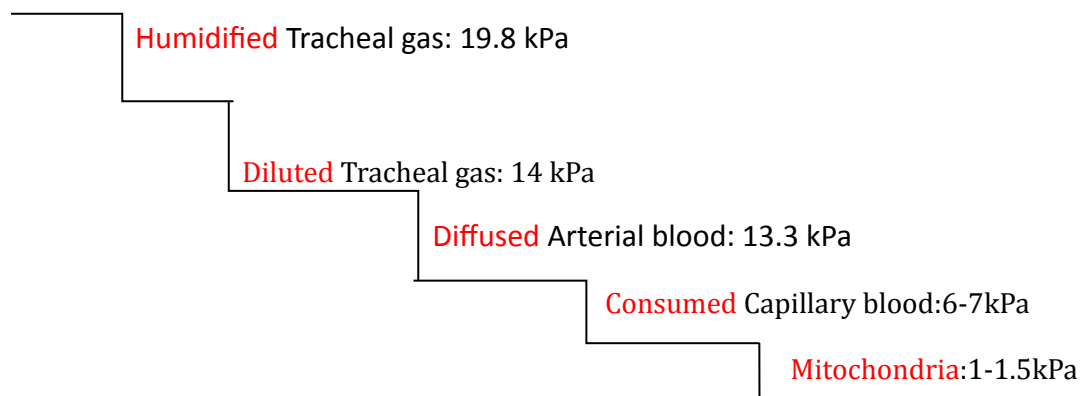 Humidified Tracheal gas: 19.8 kPa
Diluted Tracheal gas: 14 kPa
Diffused Arterial blood: 13.3 kPa
Consumed Capillary blood:6-7kPa
Mitochondria:1-1.5kPa